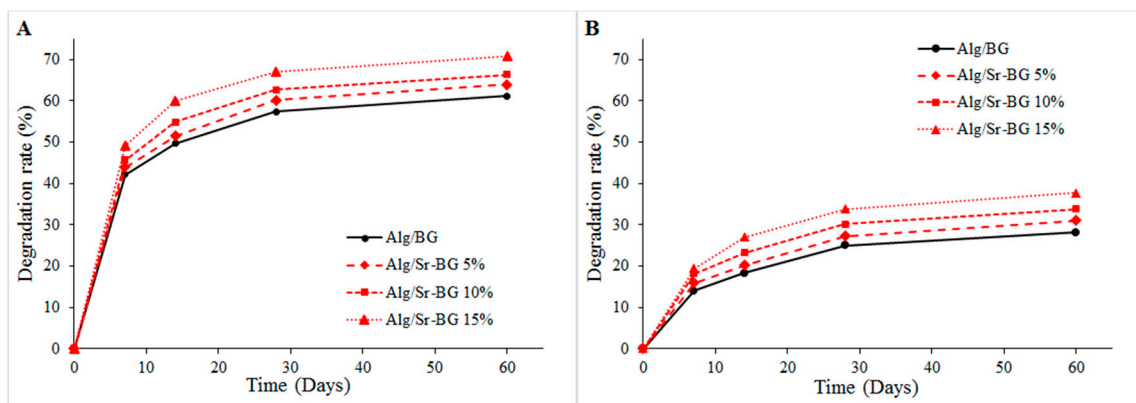 A
Degradation rate (%)
70
60
50
40
30
20
10
0
Alg/BG
Alg/Sr-BG 5%
Alg/Sr-BG 10%
Alg/Sr-BG 15%
0 10 20 30 40 50 60
Time (Days)
B
Degradation rate (%)
70
60
50
40
30
20
10
0
Alg/BG
Alg/Sr-BG 5%
Alg/Sr-BG 10%
Alg/Sr-BG 15%
0 10 20 30 40 50 60
Time (Days)